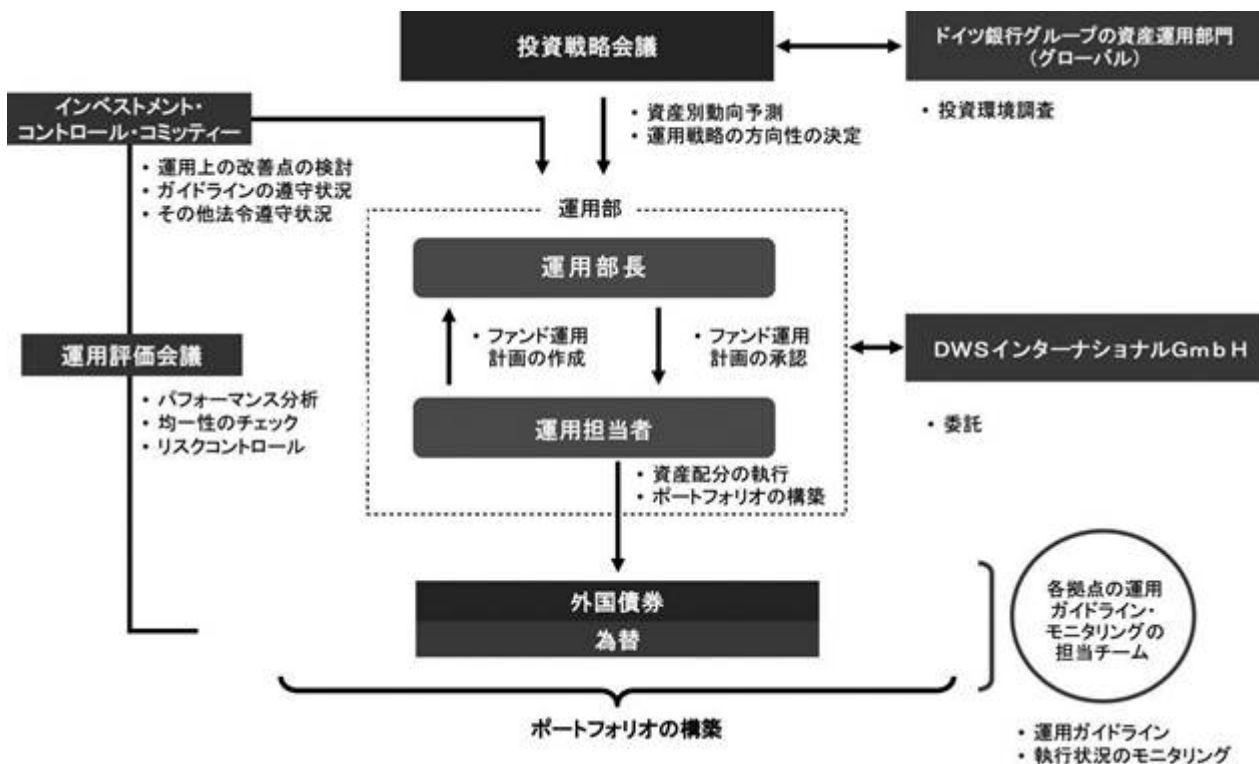 投資戦略会議
ドイツ銀行グループの資産運用部門
（グローバル）
・投資環境調査
・資産別動向予測
・運用戦略の方向性の決定
インベストメント・
コントロール・コミッティー
・運用上の改善点の検討
・ガイドラインの遵守状況
・その他法令遵守状況
運用部
運用部長
・ファンド運用
計画の作成
・ファンド運用
計画の承認
運用評価会議
・パフォーマンス分析
・均一性のチェック
・リスクコントロール
DWSインターナショナルGmbH
・委託
運用担当者
・資産配分の執行
・ポートフォリオの構築
外国債券
為替
各拠点の運用
ガイドライン・
モニタリングの
担当チーム
ポートフォリオの構築
・運用ガイドライン
・執行状況のモニタリング